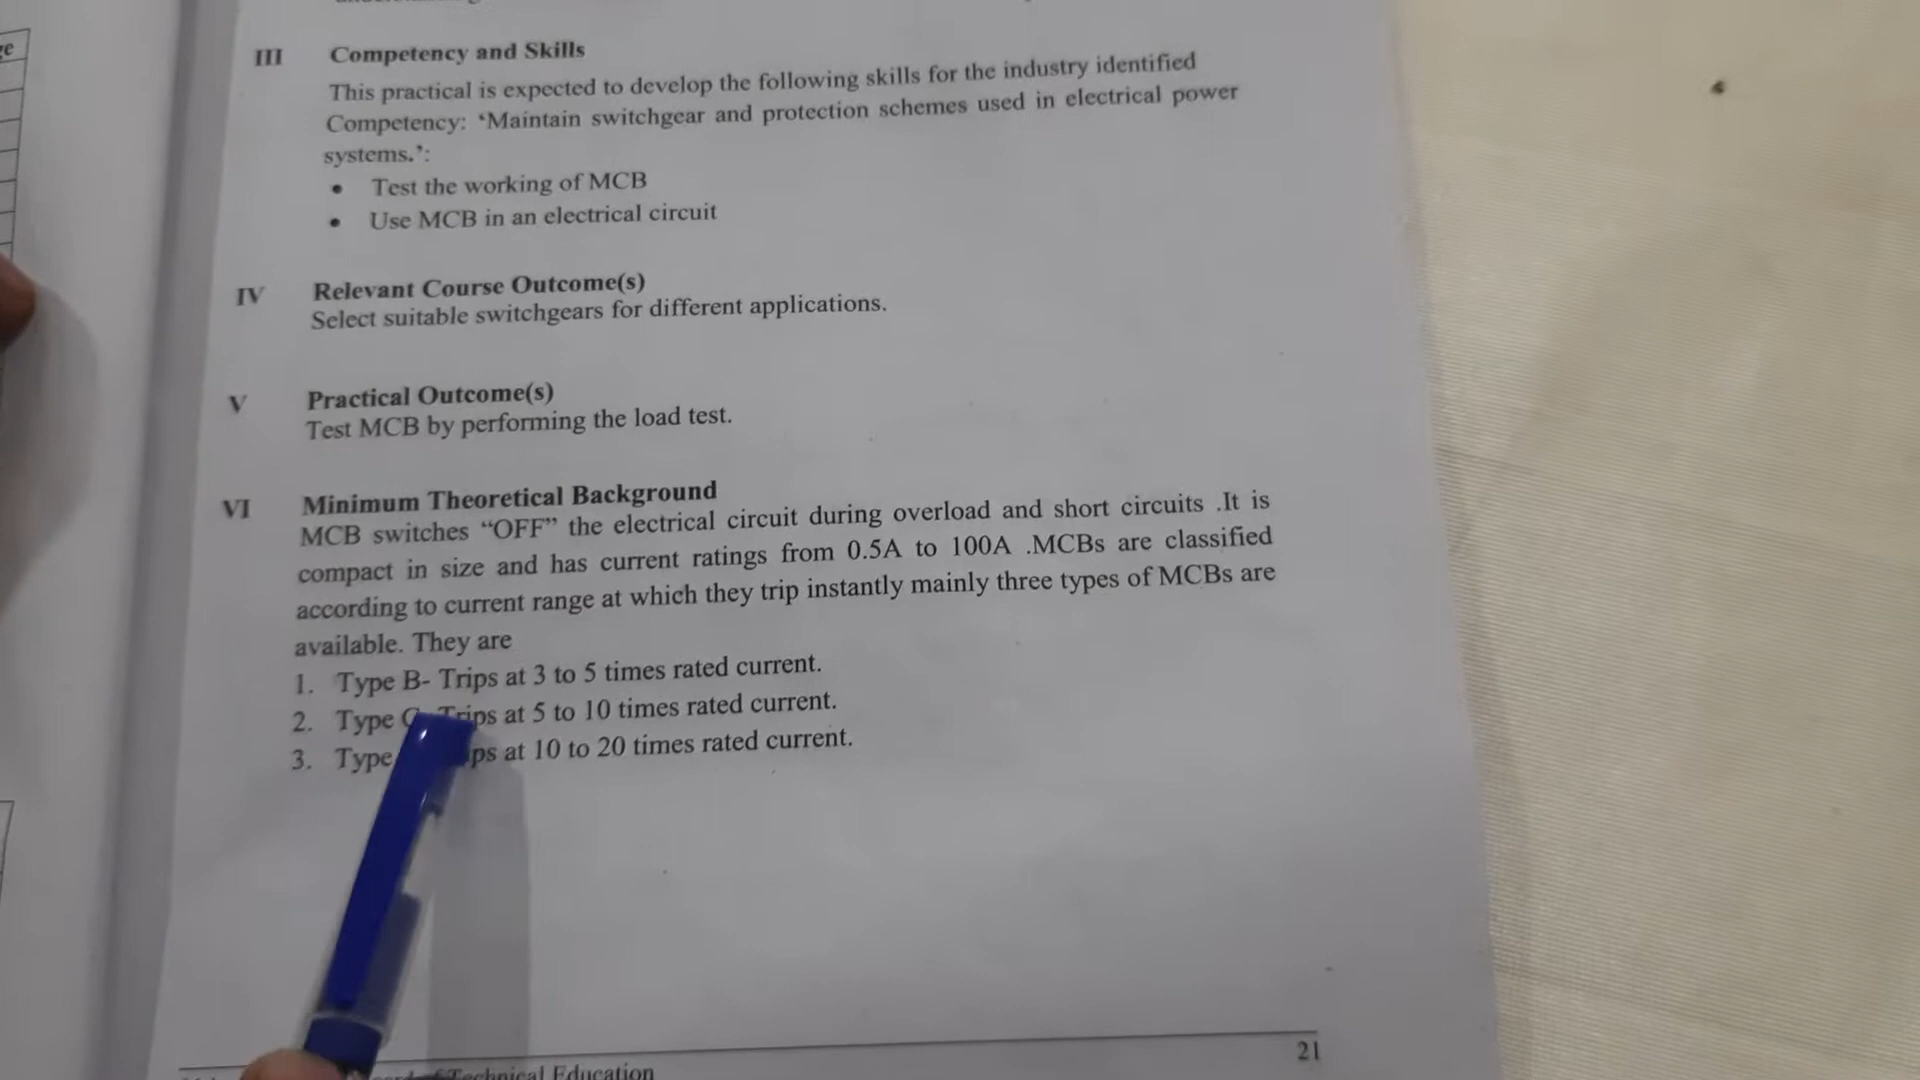 ge
III Competency and Skills
This practical is expected to develop the following skills for the industry identified
Competency: ‘Maintain switchgear and protection schemes used in electrical power
systems.’:
• Test the working of MCB
• Use MCB in an electrical circuit
IV Relevant Course Outcome(s)
Select suitable switchgears for different applications.
V Practical Outcome(s)
Test MCB by performing the load test.
VI Minimum Theoretical Background
MCB switches “OFF” the electrical circuit during overload and short circuits .It is
compact in size and has current ratings from 0.5A to 100A .MCBs are classified
according to current range at which they trip instantly mainly three types of MCBs are
available. They are
1. Type B- Trips at 3 to 5 times rated current.
2. Type C- Trips at 5 to 10 times rated current.
3. Type ps at 10 to 20 times rated current.
21
Technical Education